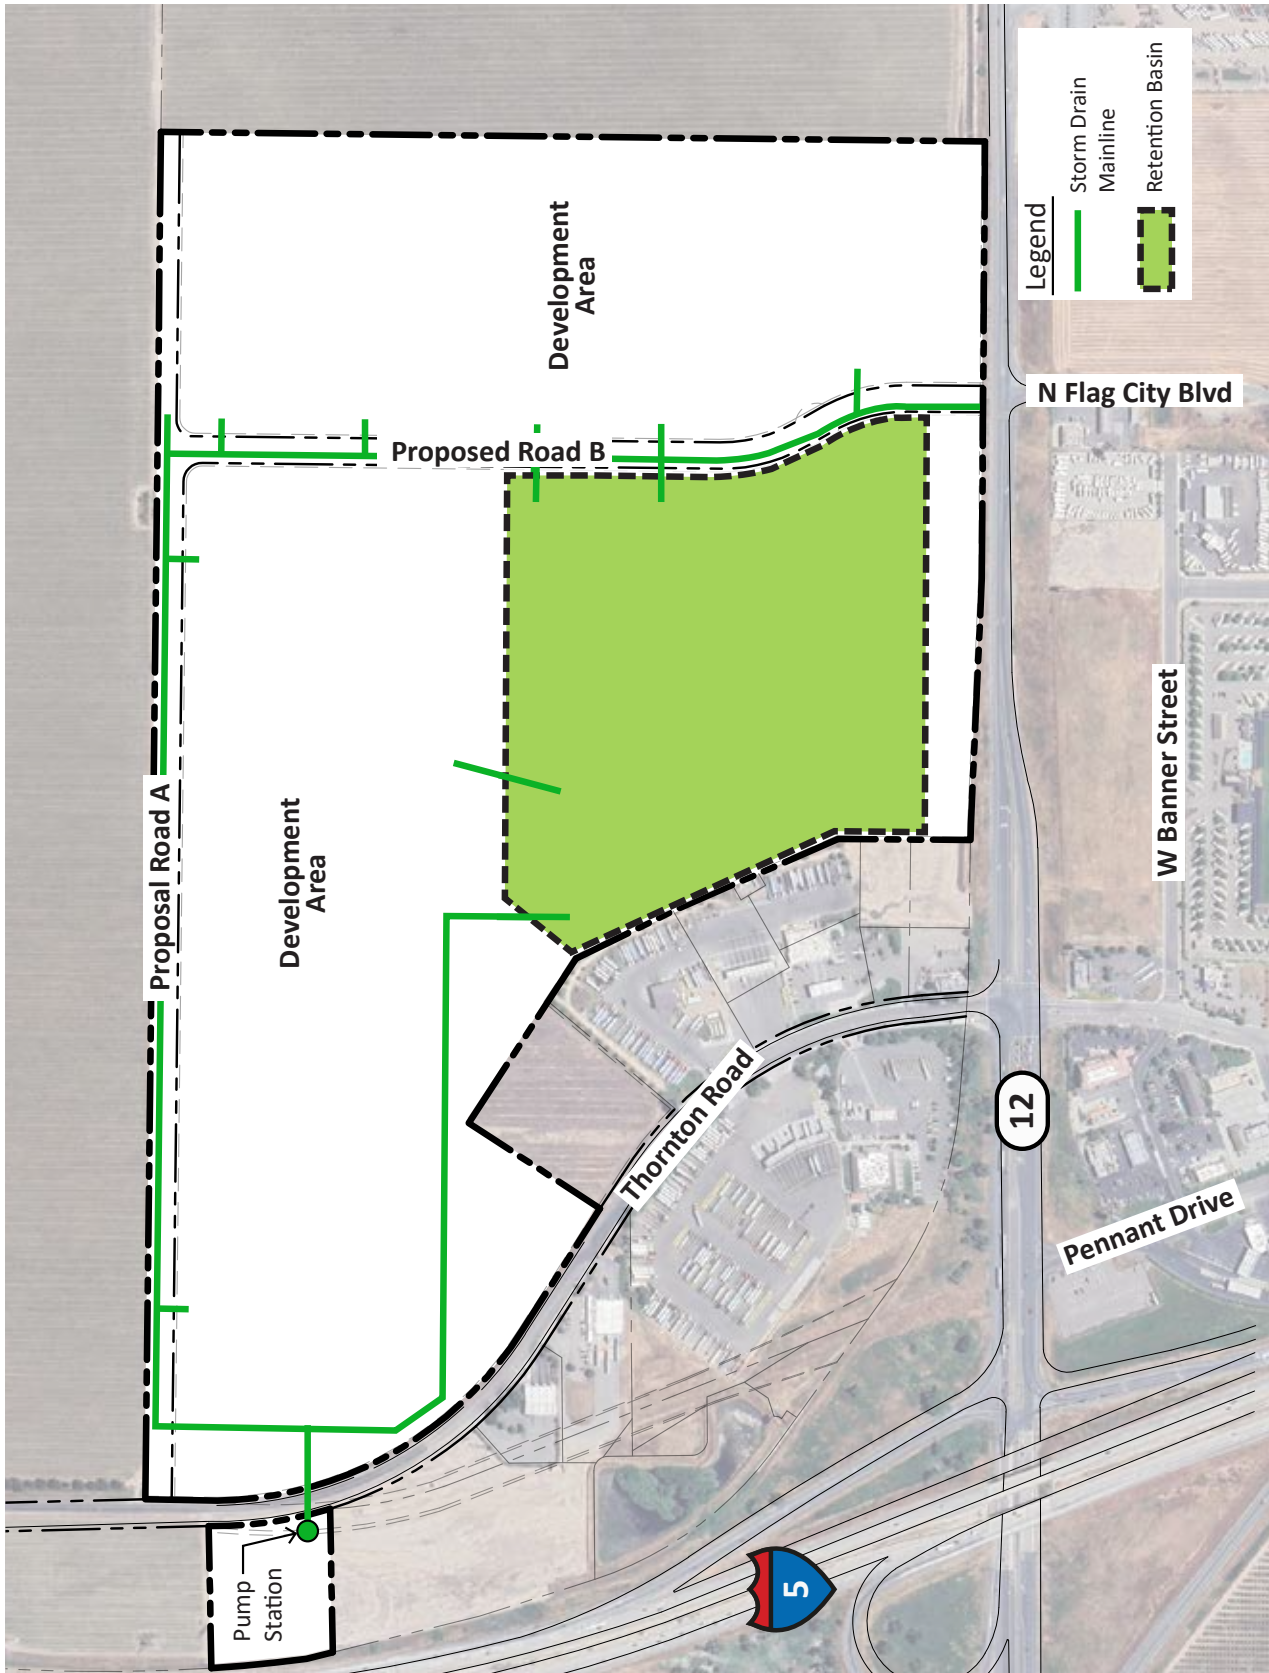 Development
Area
Proposed Road B
N Flag City Blvd
Legend
Storm Drain
Mainline
Retention Basin
Proposal Road A
Development
Area
W Banner Street
Thornton Road
12
Pennant Drive
Pump
Station
5